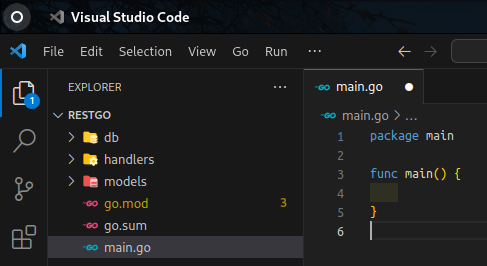 Visual Studio Code
File Edit Selection View Go Run ···
EXPLORER ···
main.go
RESTGO
main.go > ...
db
1 package main
handlers
2
models
3 func main() {
go.mod 3
4
go.sum
5 }
main.go
6
1